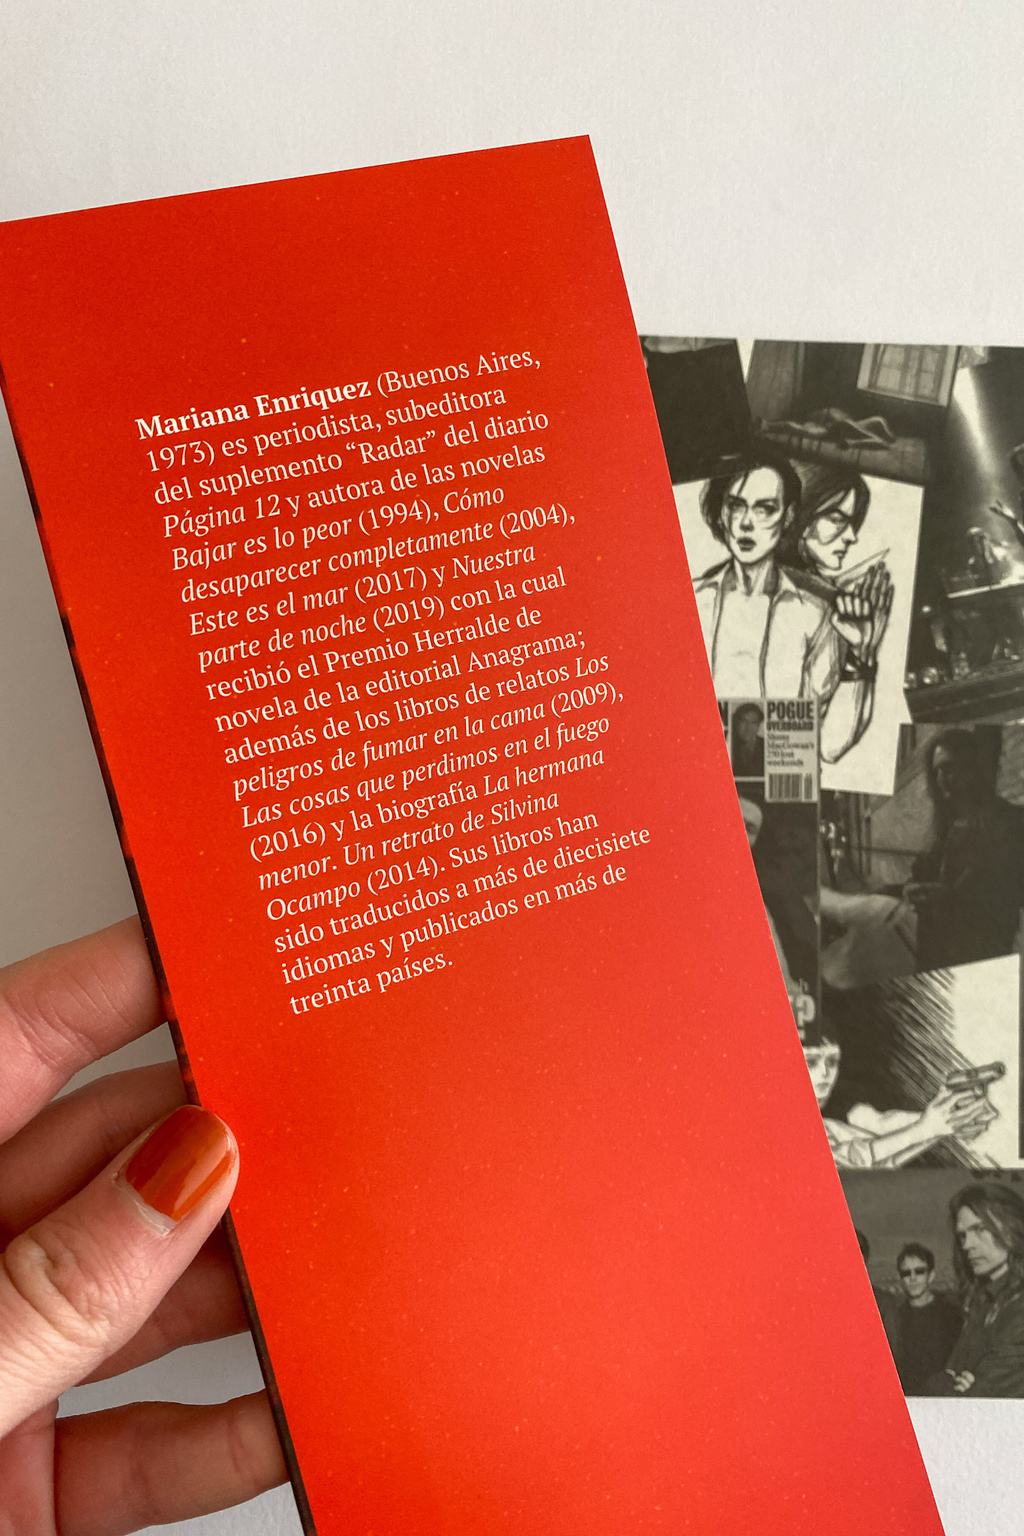 Mariana Enriquez (Buenos Aires,
1973) es periodista, subeditora
del suplemento “Radar” del diario
Página 12 y autora de las novelas
Bajar es lo peor (1994), Cómo
desaparecer completamente (2004),
Este es el mar (2017) y Nuestra
parte de noche (2019) con la cual
recibió el Premio Herralde de
novela de la editorial Anagrama;
además de los libros de relatos Los
peligros de fumar en la cama (2009),
Las cosas que perdimos en el fuego
(2016) y la biografía La hermana
menor. Un retrato de Silvina
Ocampo (2014). Sus libros han
sido traducidos a más de diecisiete
idiomas y publicados en más de
treinta países.
POGUE
OVERBOARD
Shane
MacGowan's
250 lost
weekends